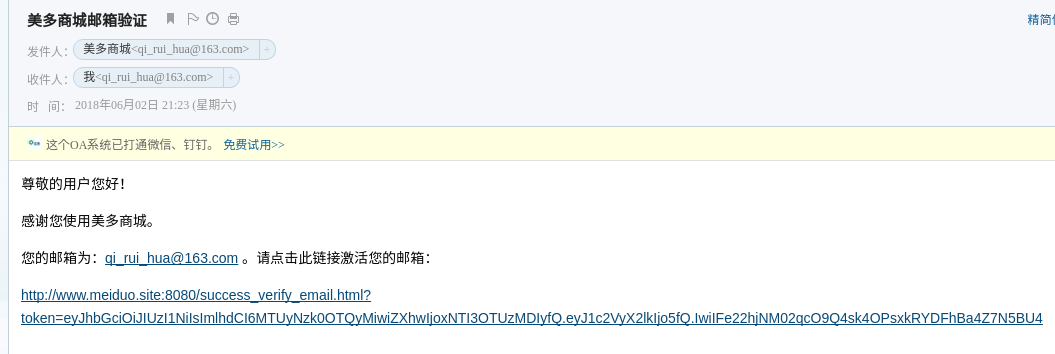 美多商城邮箱验证
精简
发件人： 美多商城<qi_rui_hua@163.com> +
收件人： 我<qi_rui_hua@163.com> +
时 间： 2018年06月02日 21:23 (星期六)
这个OA系统已打通微信、钉钉。 免费试用>>
尊敬的用户您好！
感谢您使用美多商城。
您的邮箱为：qi_rui_hua@163.com 。请点击此链接激活您的邮箱：
http://www.meiduo.site:8080/success_verify_email.html?
token=eyJhbGciOiJIUzI1NiIsImlhdCI6MTUyNzk0OTQyMiwiZXhwIjoxNTI3OTUzMDIyfQ.eyJ1c2VyX2lkIjo5fQ.IwiIFe22hjNM02qcO9Q4sk4OPsxkRYDFhBa4Z7N5BU4